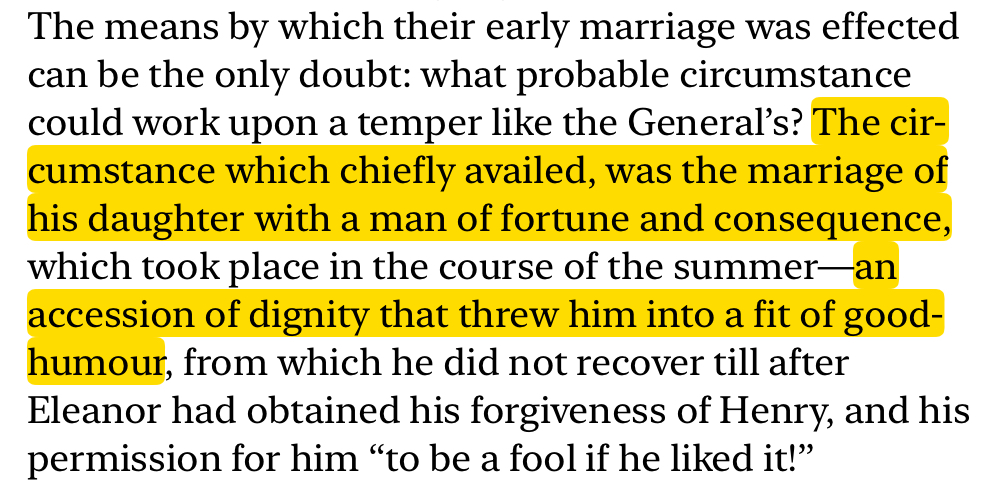 The means by which their early marriage was effected
can be the only doubt: what probable circumstance
could work upon a temper like the General’s? The cir-
cumstance which chiefly availed, was the marriage of
his daughter with a man of fortune and consequence,
which took place in the course of the summer—an
accession of dignity that threw him into a fit of good-
humour, from which he did not recover till after
Eleanor had obtained his forgiveness of Henry, and his
permission for him “to be a fool if he liked it!”